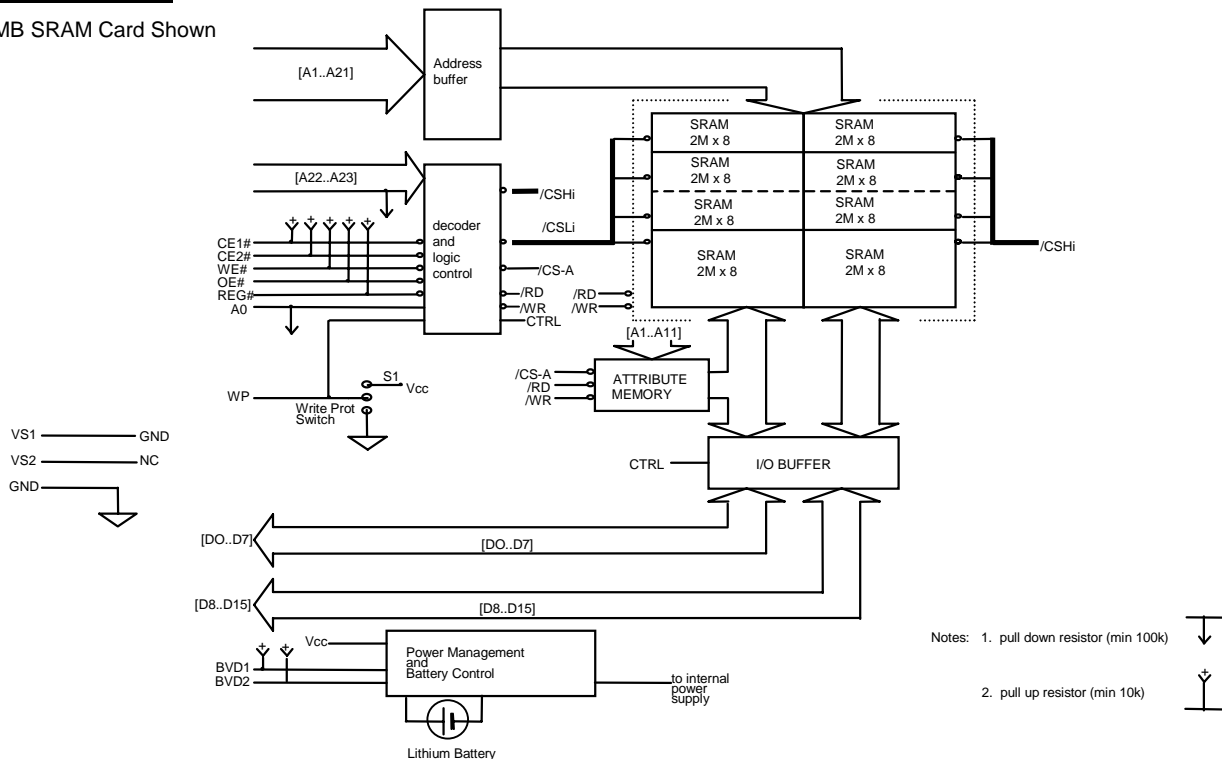 MB SRAM Card Shown
[A1..A21]
Address
buffer
[A22..A23]
/CSHi
/CSLi
decoder
and
logic
control
CE1#
CE2#
WE#
OE#
REG#
A0
/CS-A
/RD
/WR
CTRL
/RD
/WR
SRAM
2M x 8
SRAM
2M x 8
SRAM
2M x 8
SRAM
2M x 8
SRAM
2M x 8
SRAM
2M x 8
SRAM
2M x 8
SRAM
2M x 8
/CSHi
[A1..A11]
/CS-A
/RD
/WR
ATTRIBUTE
MEMORY
WP
S1
Vcc
Write Prot
Switch
VS1 GND
VS2 NC
GND
CTRL
I/O BUFFER
[DO..D7]
[DO..D7]
[D8..D15]
[D8..D15]
Vcc
BVD1
BVD2
Power Management
and
Battery Control
to internal
power
supply
Lithium Battery
Notes: 1. pull down resistor (min 100k)
2. pull up resistor (min 10k)